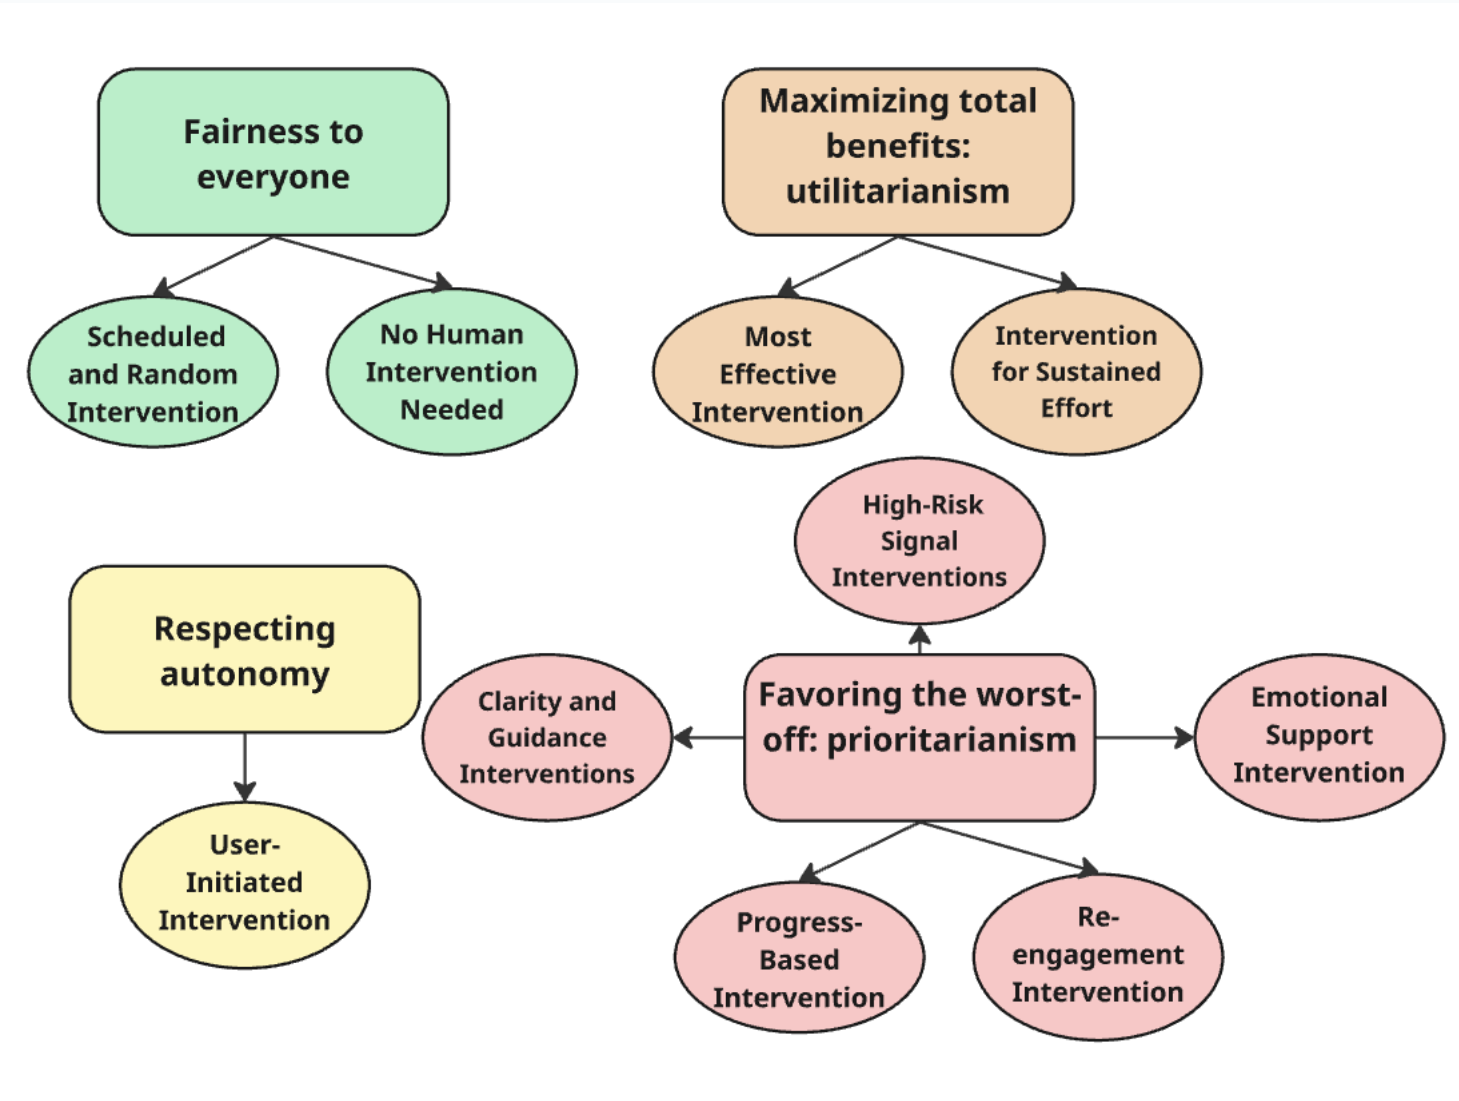 Fairness to
everyone
Scheduled
and Random
Intervention
No Human
Intervention
Needed
Maximizing total
benefits:
utilitarianism
Most
Effective
Intervention
Intervention
for Sustained
Effort
Respecting
autonomy
User-
Initiated
Intervention
High-Risk
Signal
Interventions
Clarity and
Guidance
Interventions
Favoring the worst-
off: prioritarianism
Emotional
Support
Intervention
Progress-
Based
Intervention
Re-
engagement
Intervention